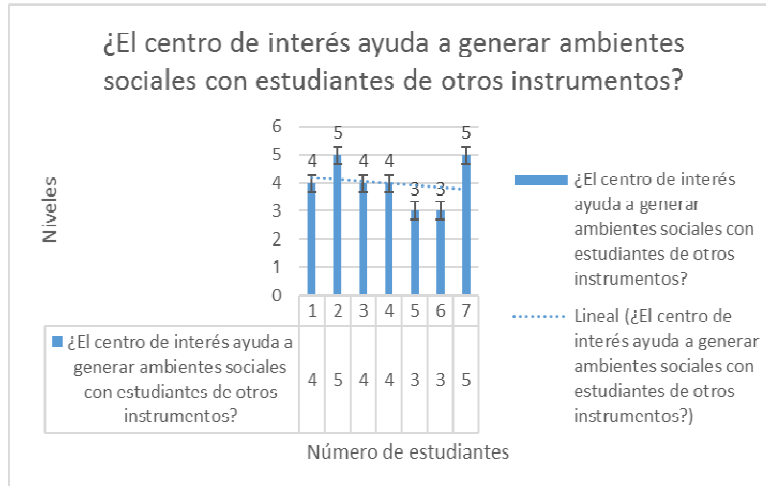 ¿El centro de interés ayuda a generar ambientes
sociales con estudiantes de otros instrumentos?
Niveles
6
5
4
3
2
1
0
4
5
4
4
3
3
5
1 2 3 4 5 6 7
¿El centro de interés ayuda a
generar ambientes sociales
con estudiantes de otros
instrumentos?
4 5 4 4 3 3 5
Número de estudiantes
¿El centro de interés
ayuda a generar
ambientes sociales con
estudiantes de otros
instrumentos?
Lineal (¿El centro de
interés ayuda a generar
ambientes sociales con
estudiantes de otros
instrumentos?)